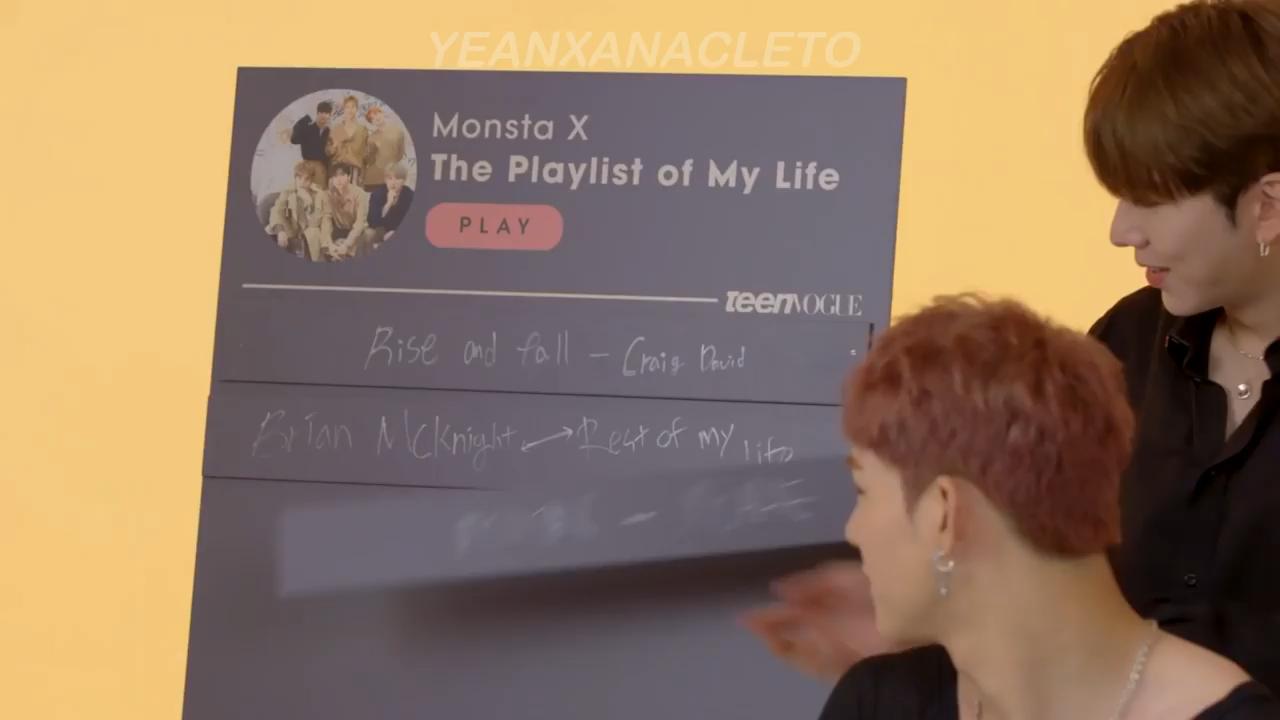 YEANXANACLETO
Monsta X
The Playlist of My Life
PLAY
teenVOGUE
Rise and fall – Craig David
Brian McKnight → Rest of my life